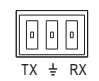 TX ⏚ RX